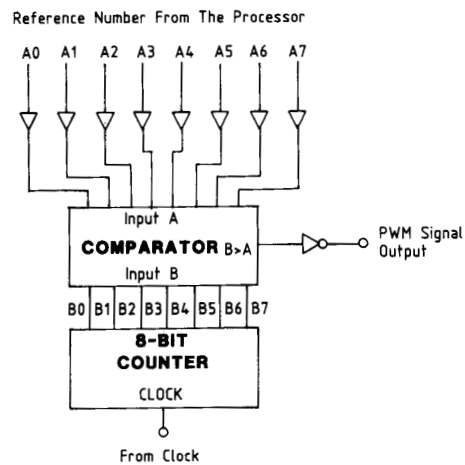 Reference Number From The Processor
A0 A1 A2 A3 A4 A5 A6 A7
Input A
COMPARATOR B>A
Input B
PWM Signal
Output
B0 B1 B2 B3 B4 B5 B6 B7
8-BIT
COUNTER
CLOCK
From Clock